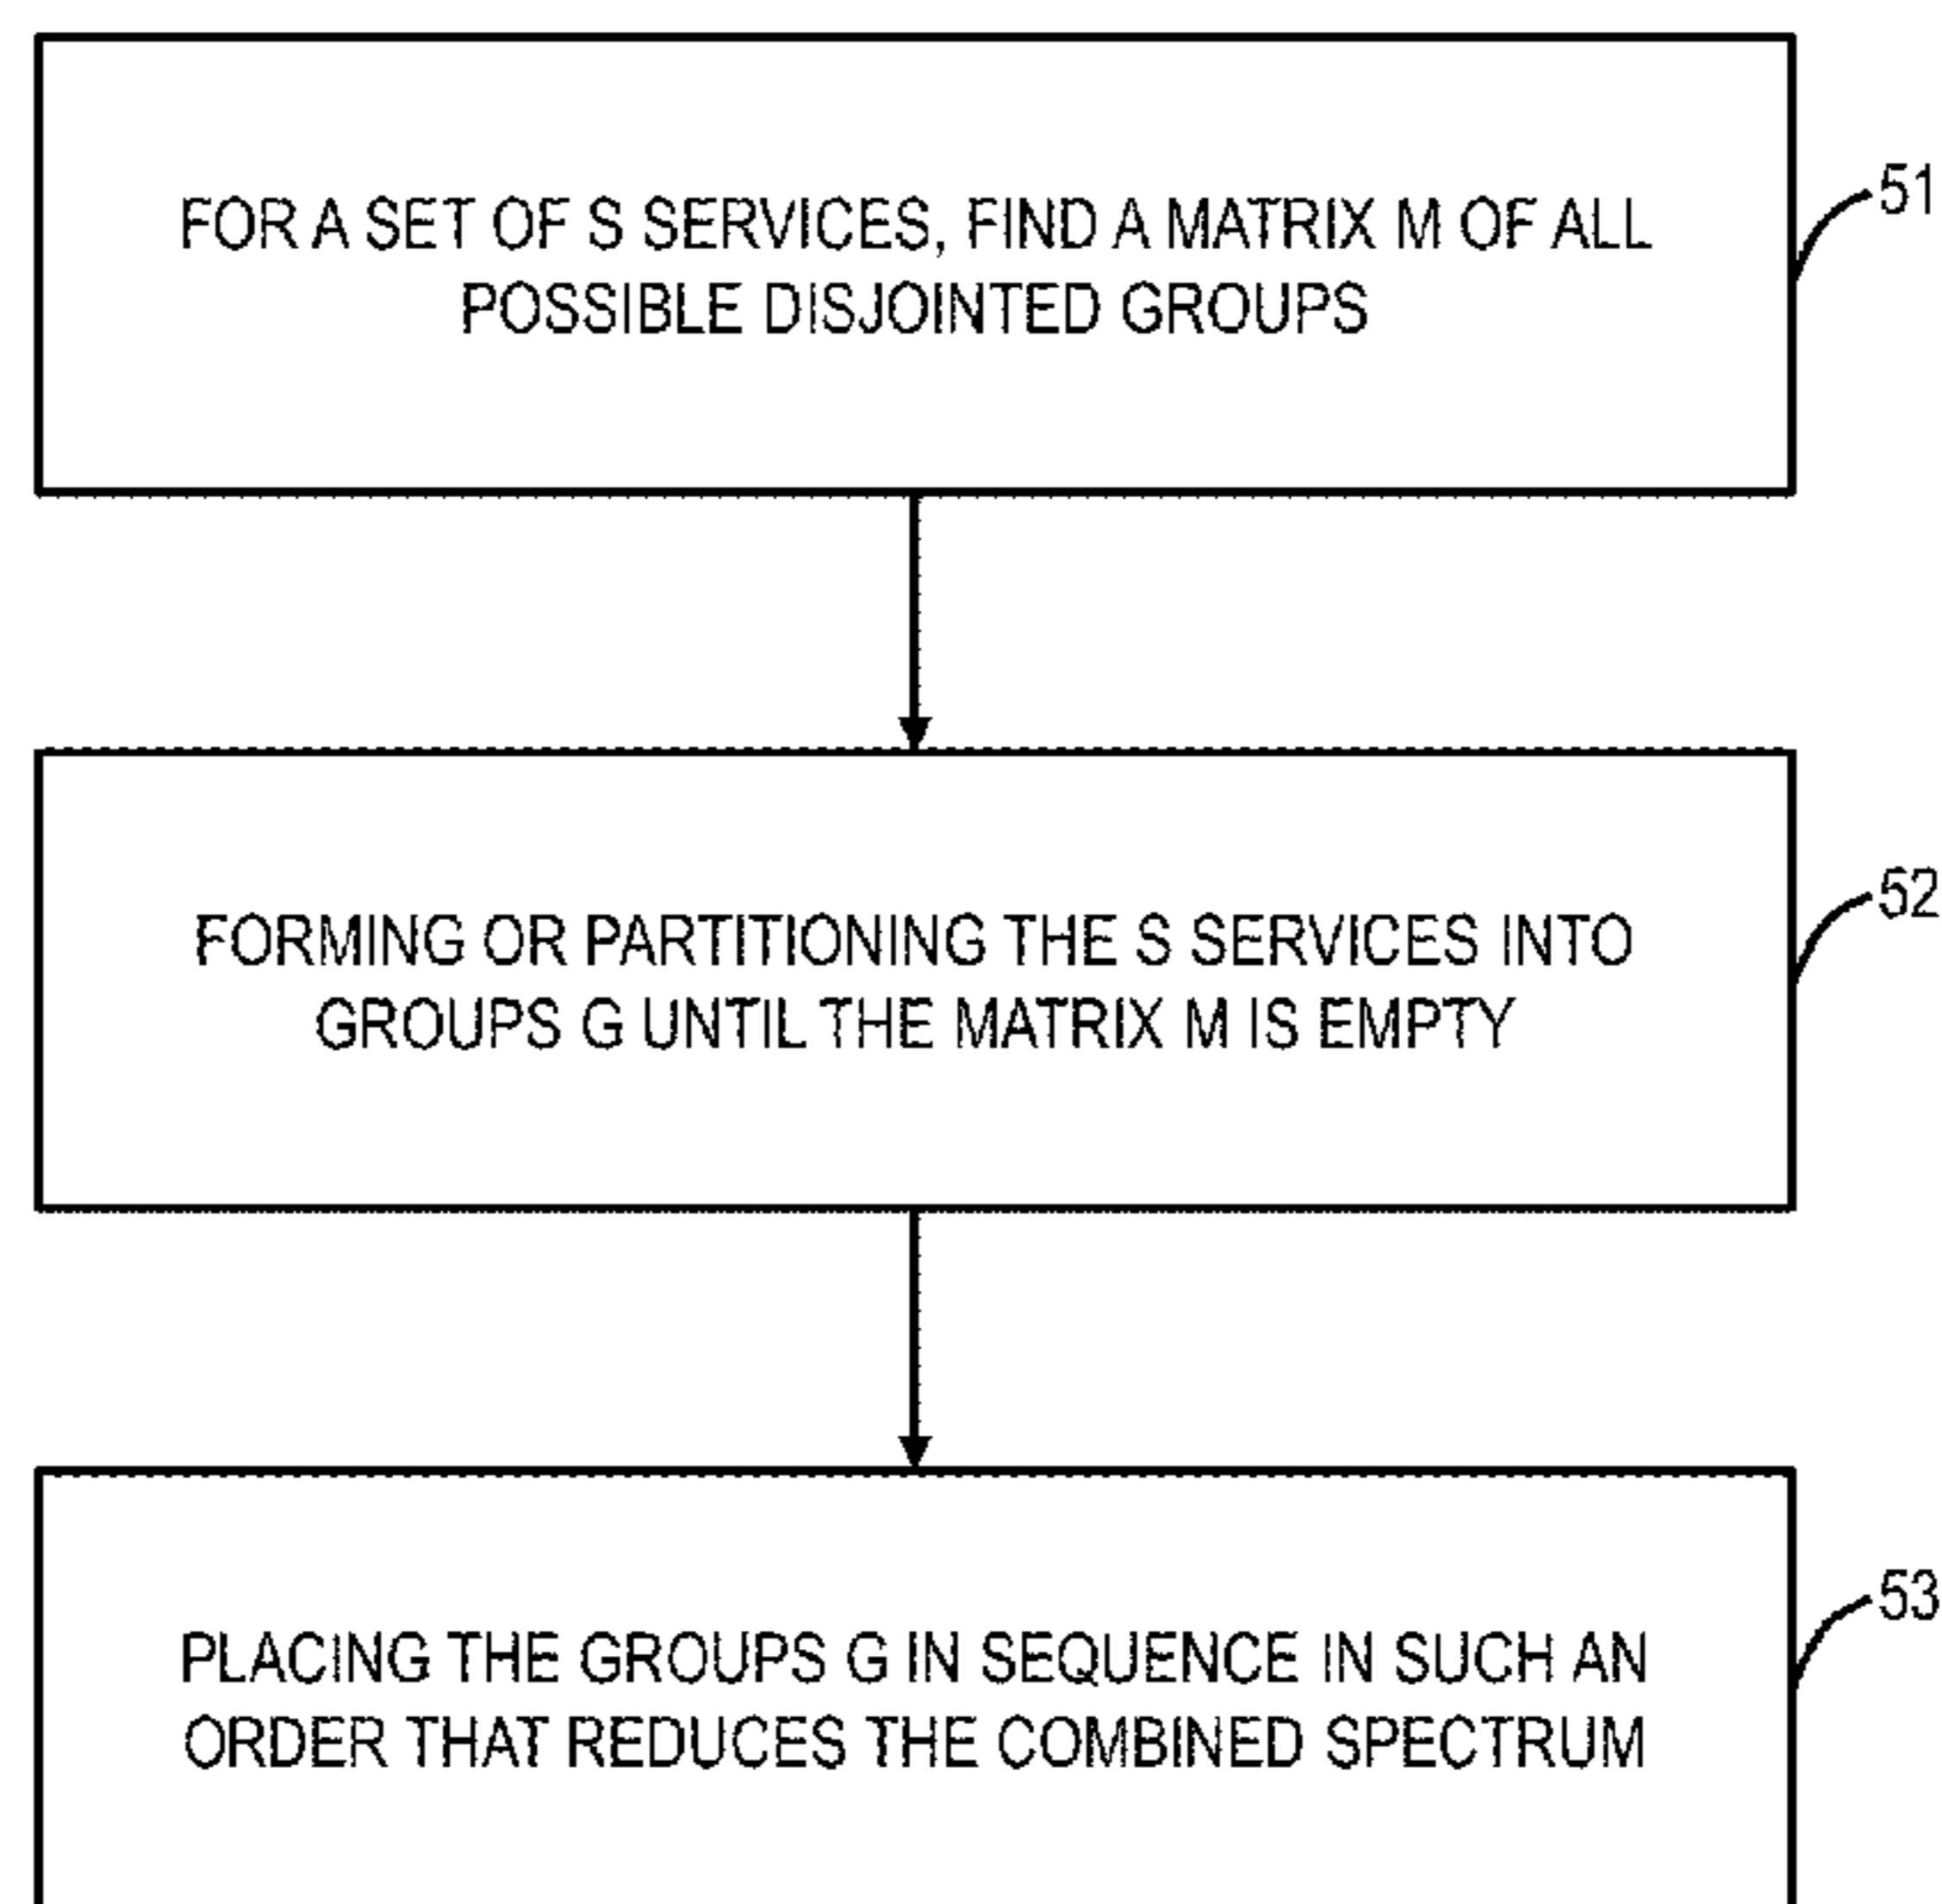 FOR A SET OF S SERVICES, FIND A MATRIX M OF ALL
POSSIBLE DISJOINTED GROUPS
51
FORMING OR PARTITIONING THE S SERVICES INTO
GROUPS G UNTIL THE MATRIX M IS EMPTY
52
PLACING THE GROUPS G IN SEQUENCE IN SUCH AN
ORDER THAT REDUCES THE COMBINED SPECTRUM
53